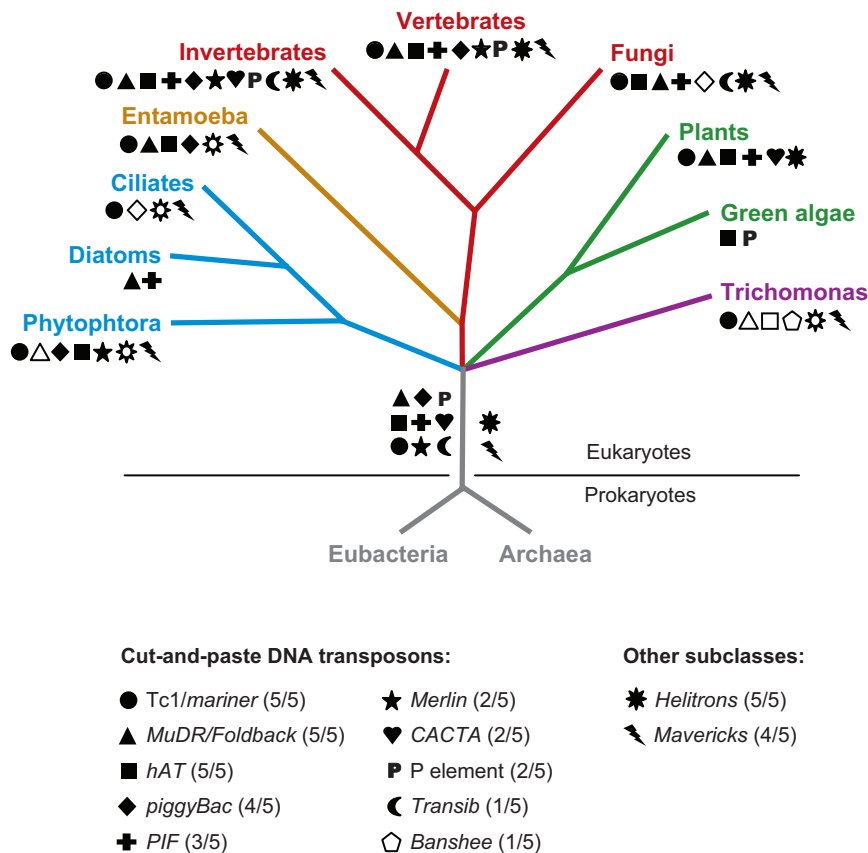 Vertebrates
Invertebrates
Fungi
P
P
Entamoeba
Plants
Ciliates
Green algae
P
Diatoms
Trichomonas
Phytophtora
P
Eukaryotes
Prokaryotes
Eubacteria Archaea
Cut-and-paste DNA transposons: Other subclasses:
Tc1/mariner (5/5) Merlin (2/5) Helitrons (5/5)
MuDR/Foldback (5/5) CACTA (2/5) Mavericks (4/5)
hAT (5/5) P P element (2/5)
piggyBac (4/5) Transib (1/5)
PIF (3/5) Banshee (1/5)